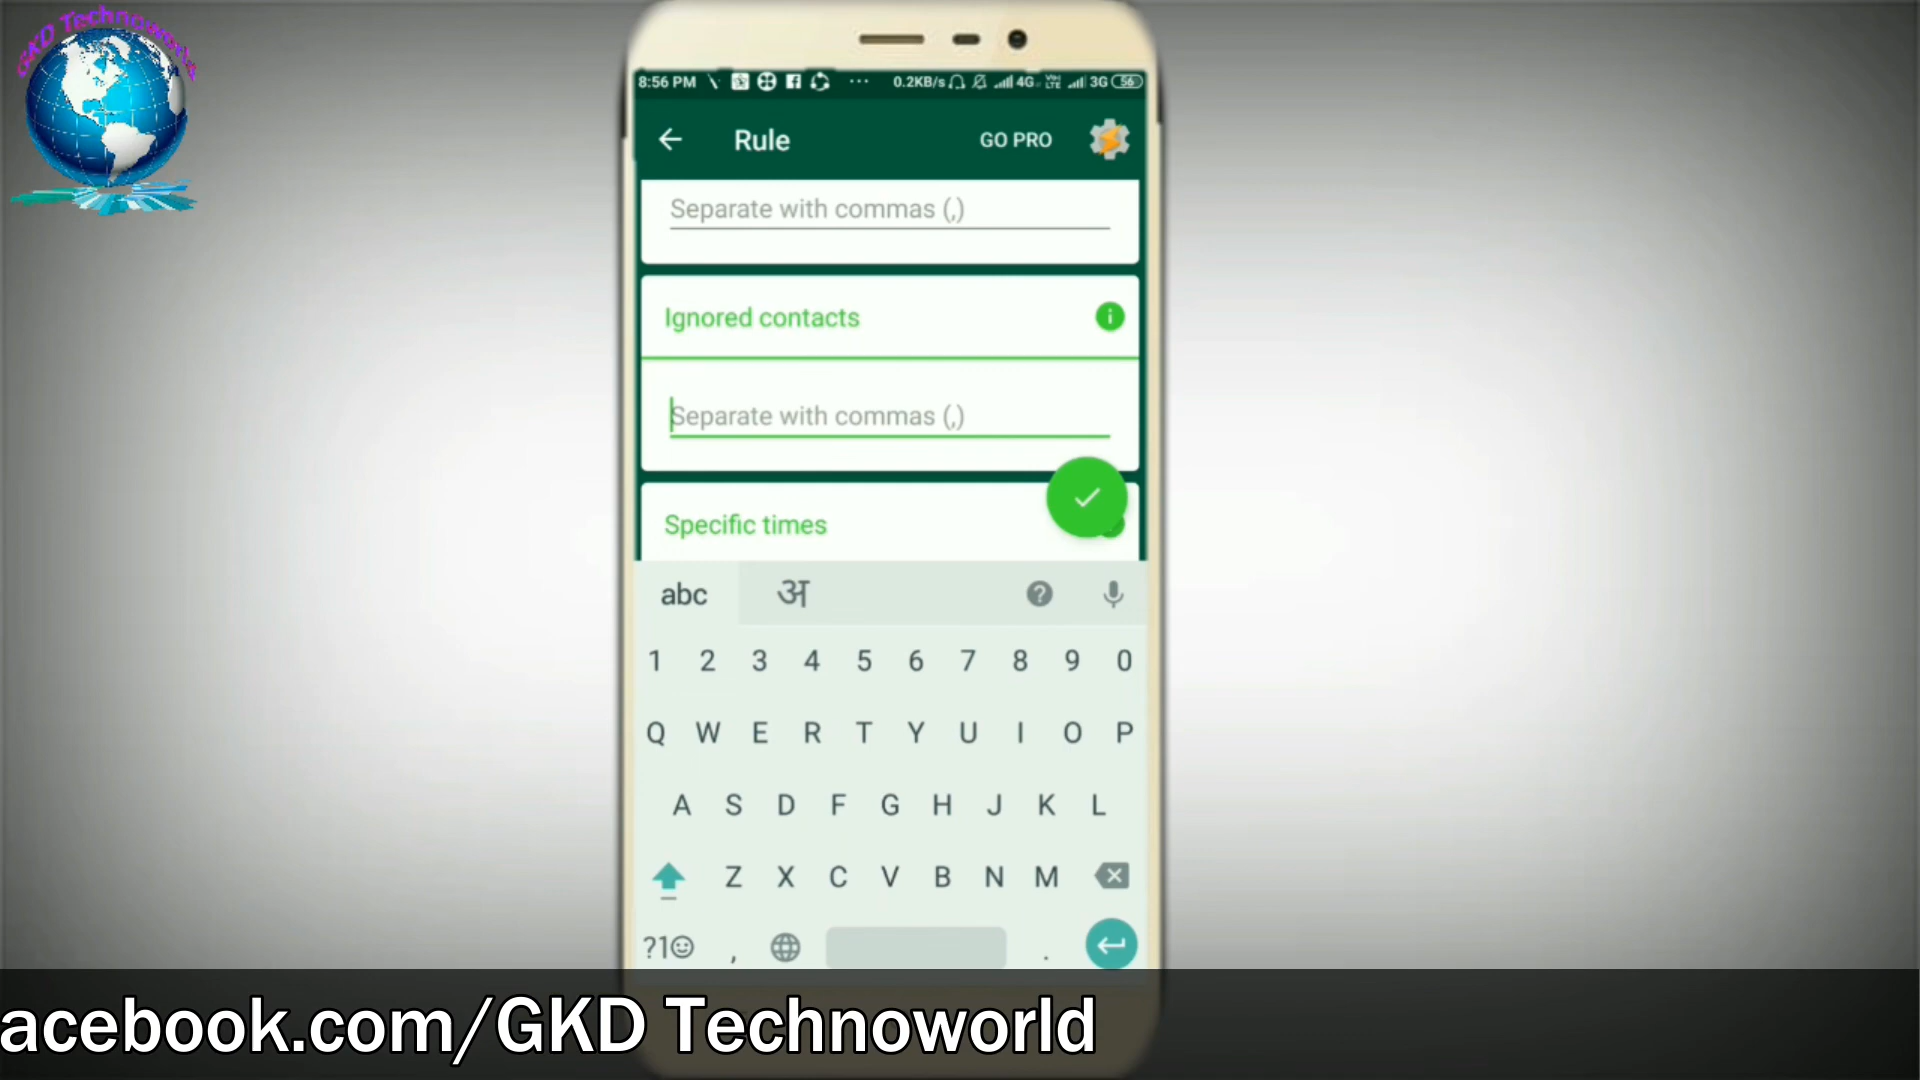 GKD Technoworks
8:56 PM ... 0.2KB/s 4G VoLTE 3G 56
Rule GO PRO
Separate with commas (,)
Ignored contacts i
Separate with commas (,)
Specific times
abc अ ?
1 2 3 4 5 6 7 8 9 0
Q W E R T Y U I O P
A S D F G H J K L
Z X C V B N M
?1☺ , .
acebook.com/GKD Technoworld